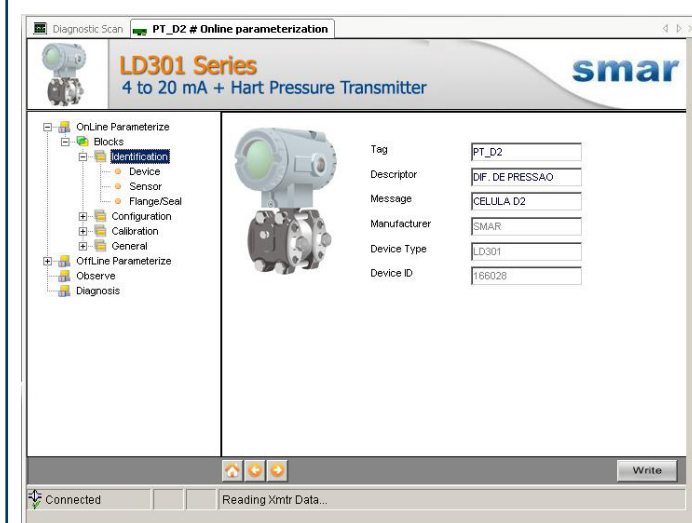 Diagnostic Scan
PT_D2 # Online parameterization
LD301 Series
4 to 20 mA + Hart Pressure Transmitter
smar
OnLine Parameterize
Blocks
Identification
Device
Sensor
Flange/Seal
Configuration
Calibration
General
OffLine Parameterize
Observe
Diagnosis
Tag PT_D2
Descriptor DIF. DE PRESSAO
Message CELULA D2
Manufacturer SMAR
Device Type LD301
Device ID 166028
Write
Connected
Reading Xmtr Data...